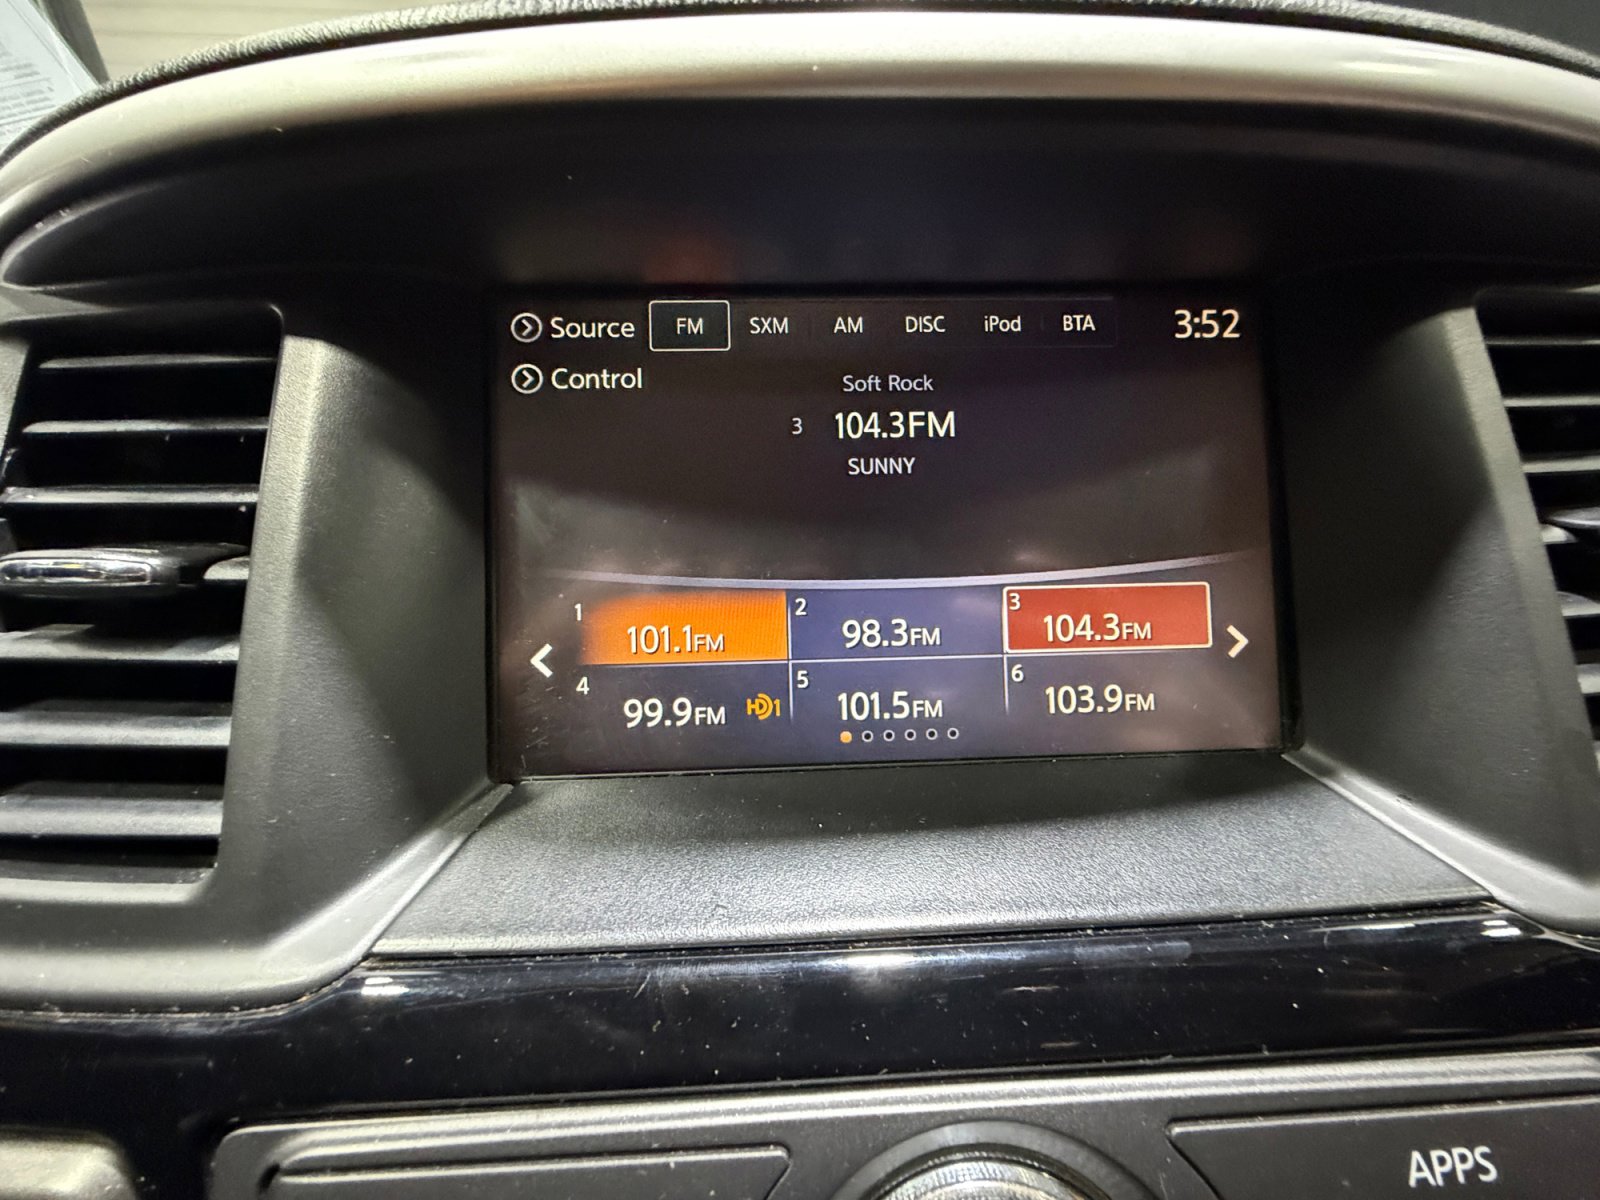 Source FM SXM AM DISC iPod BTA 3:52
Control
Soft Rock
3 104.3FM
SUNNY
1 101.1FM 2 98.3FM 3 104.3FM
4 99.9FM HD1 5 101.5FM 6 103.9FM
APPS